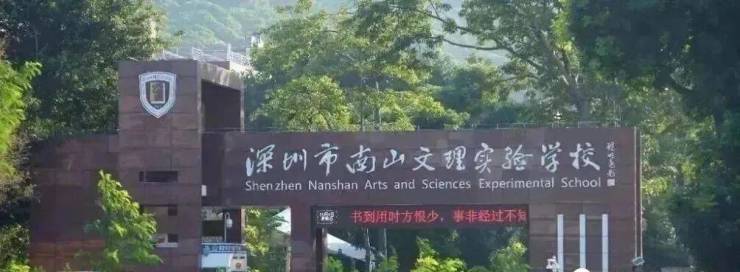 深圳市南山文理实验学校
Shenzhen Nanshan Arts and Sciences Experimental School
书到用时方恨少，事非经过不知